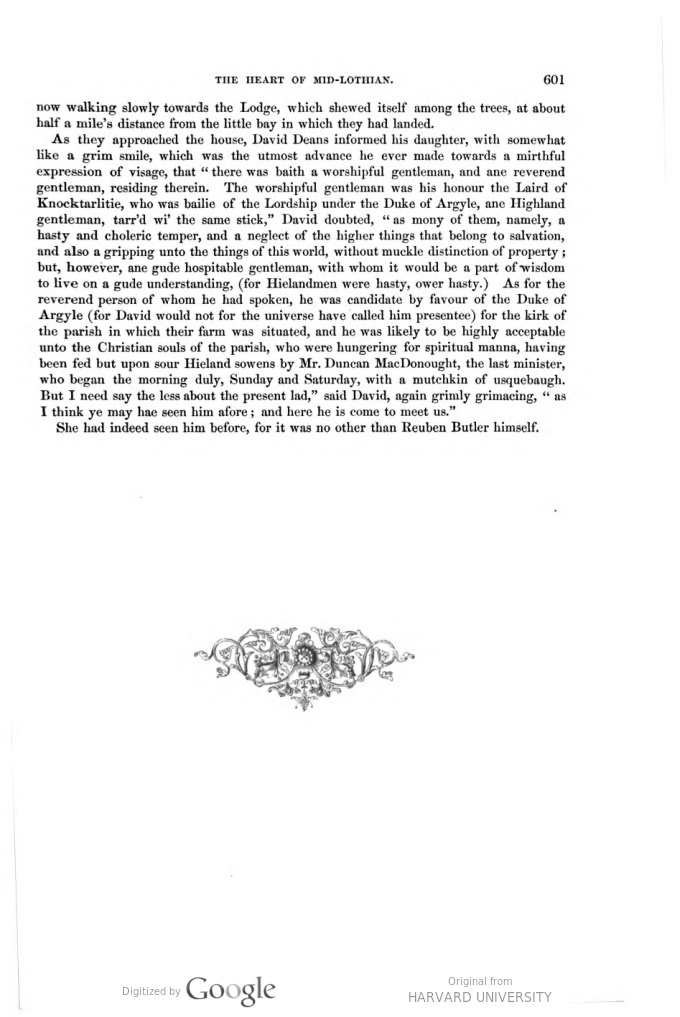 THE HEART OF MID-LOTHIAN. 601
now walking slowly towards the Lodge, which shewed itself among the trees, at about
half a mile's distance from the little bay in which they had landed.
As they approached the house, David Deans informed his daughter, with somewhat
like a grim smile, which was the utmost advance he ever made towards a mirthful
expression of visage, that “ there was baith a worshipful gentleman, and ane reverend
gentleman, residing therein. The worshipful gentleman was his honour the Laird of
Knocktarlitie, who was bailie of the Lordship under the Duke of Argyle, ane Highland
gentleman, tarr'd wi' the same stick,” David doubted, “ as mony of them, namely, a
hasty and choleric temper, and a neglect of the higher things that belong to salvation,
and also a gripping unto the things of this world, without muckle distinction of property ;
but, however, ane gude hospitable gentleman, with whom it would be a part of wisdom
to live on a gude understanding, (for Hielandmen were hasty, ower hasty.) As for the
reverend person of whom he had spoken, he was candidate by favour of the Duke of
Argyle (for David would not for the universe have called him presentee) for the kirk of
the parish in which their farm was situated, and he was likely to be highly acceptable
unto the Christian souls of the parish, who were hungering for spiritual manna, having
been fed but upon sour Hieland sowens by Mr. Duncan MacDonought, the last minister,
who began the morning duly, Sunday and Saturday, with a mutchkin of usquebaugh.
But I need say the less about the present lad,” said David, again grimly grimacing, “ as
I think ye may hae seen him afore ; and here he is come to meet us.”
She had indeed seen him before, for it was no other than Reuben Butler himself.
Digitized by Google
Original from
HARVARD UNIVERSITY